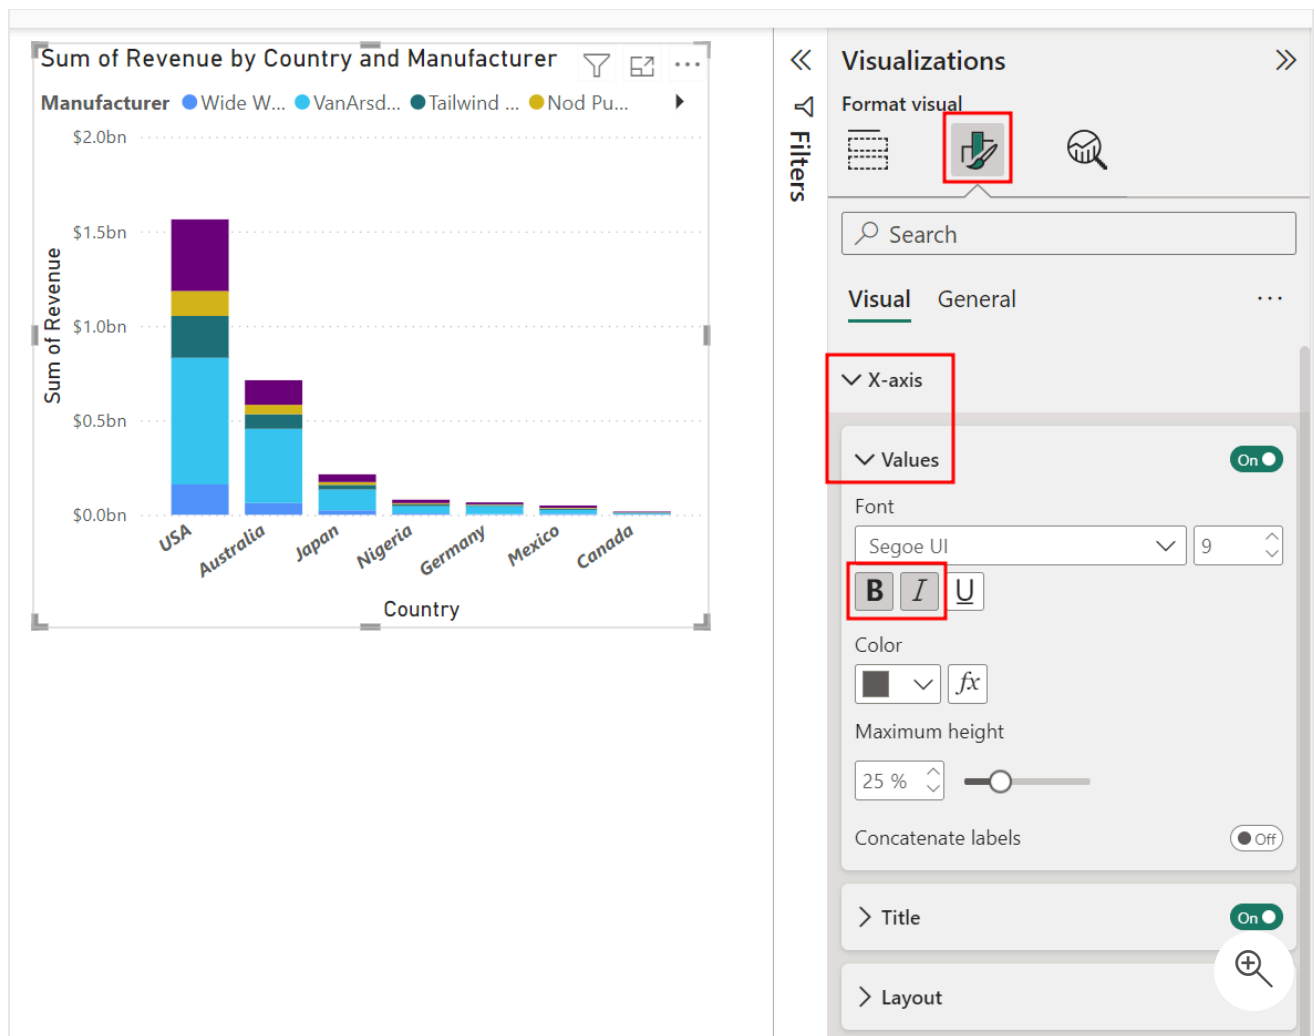 Sum of Revenue by Country and Manufacturer
Manufacturer Wide W... VanArsd... Tailwind ... Nod Pu...
$2.0bn
$1.5bn
$1.0bn
$0.5bn
$0.0bn
Sum of Revenue
USA Australia Japan Nigeria Germany Mexico Canada
Country
Filters
Visualizations
Format visual
Search
Visual General
X-axis
Values On
Font
Segoe UI 9
B I U
Color
fx
Maximum height
25 %
Concatenate labels Off
Title On
Layout